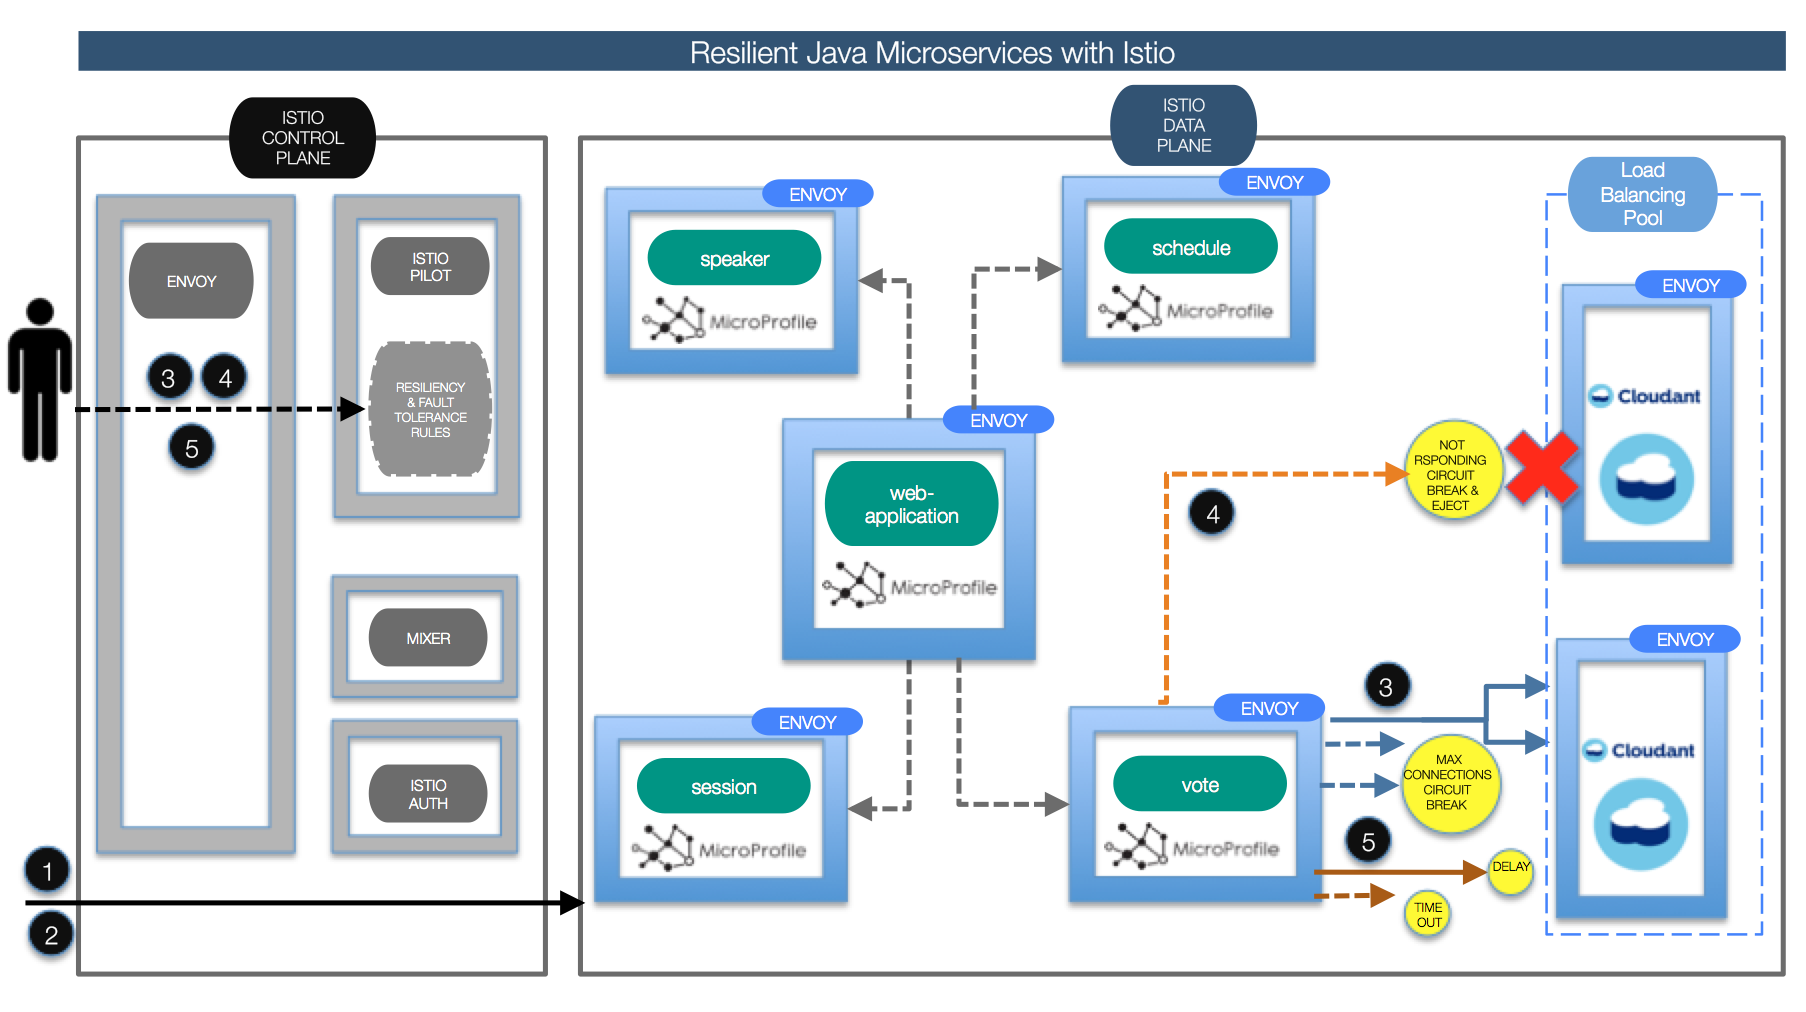 Resilient Java Microservices with Istio
ISTIO
CONTROL
PLANE
ISTIO
DATA
PLANE
ENVOY
ISTIO
PILOT
3
4
5
RESILIENCY
& FAULT
TOLERANCE
RULES
MIXER
ISTIO
AUTH
1
2
ENVOY
speaker
MicroProfile
ENVOY
schedule
MicroProfile
Load
Balancing
Pool
ENVOY
Cloudant
ENVOY
web-
application
MicroProfile
4
NOT
RSPONDING
CIRCUIT
BREAK &
EJECT
ENVOY
session
MicroProfile
ENVOY
vote
MicroProfile
3
MAX
CONNECTIONS
CIRCUIT
BREAK
5
DELAY
TIME
OUT
ENVOY
Cloudant